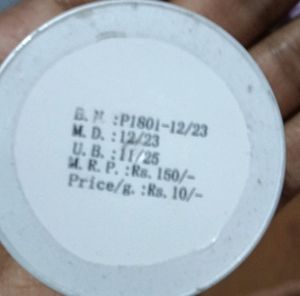 B. N. :P1801-12/23
M. D. :12/23
U. B. :11/25
M. R. P. :Rs. 150/-
Price/g. :Rs. 10/-